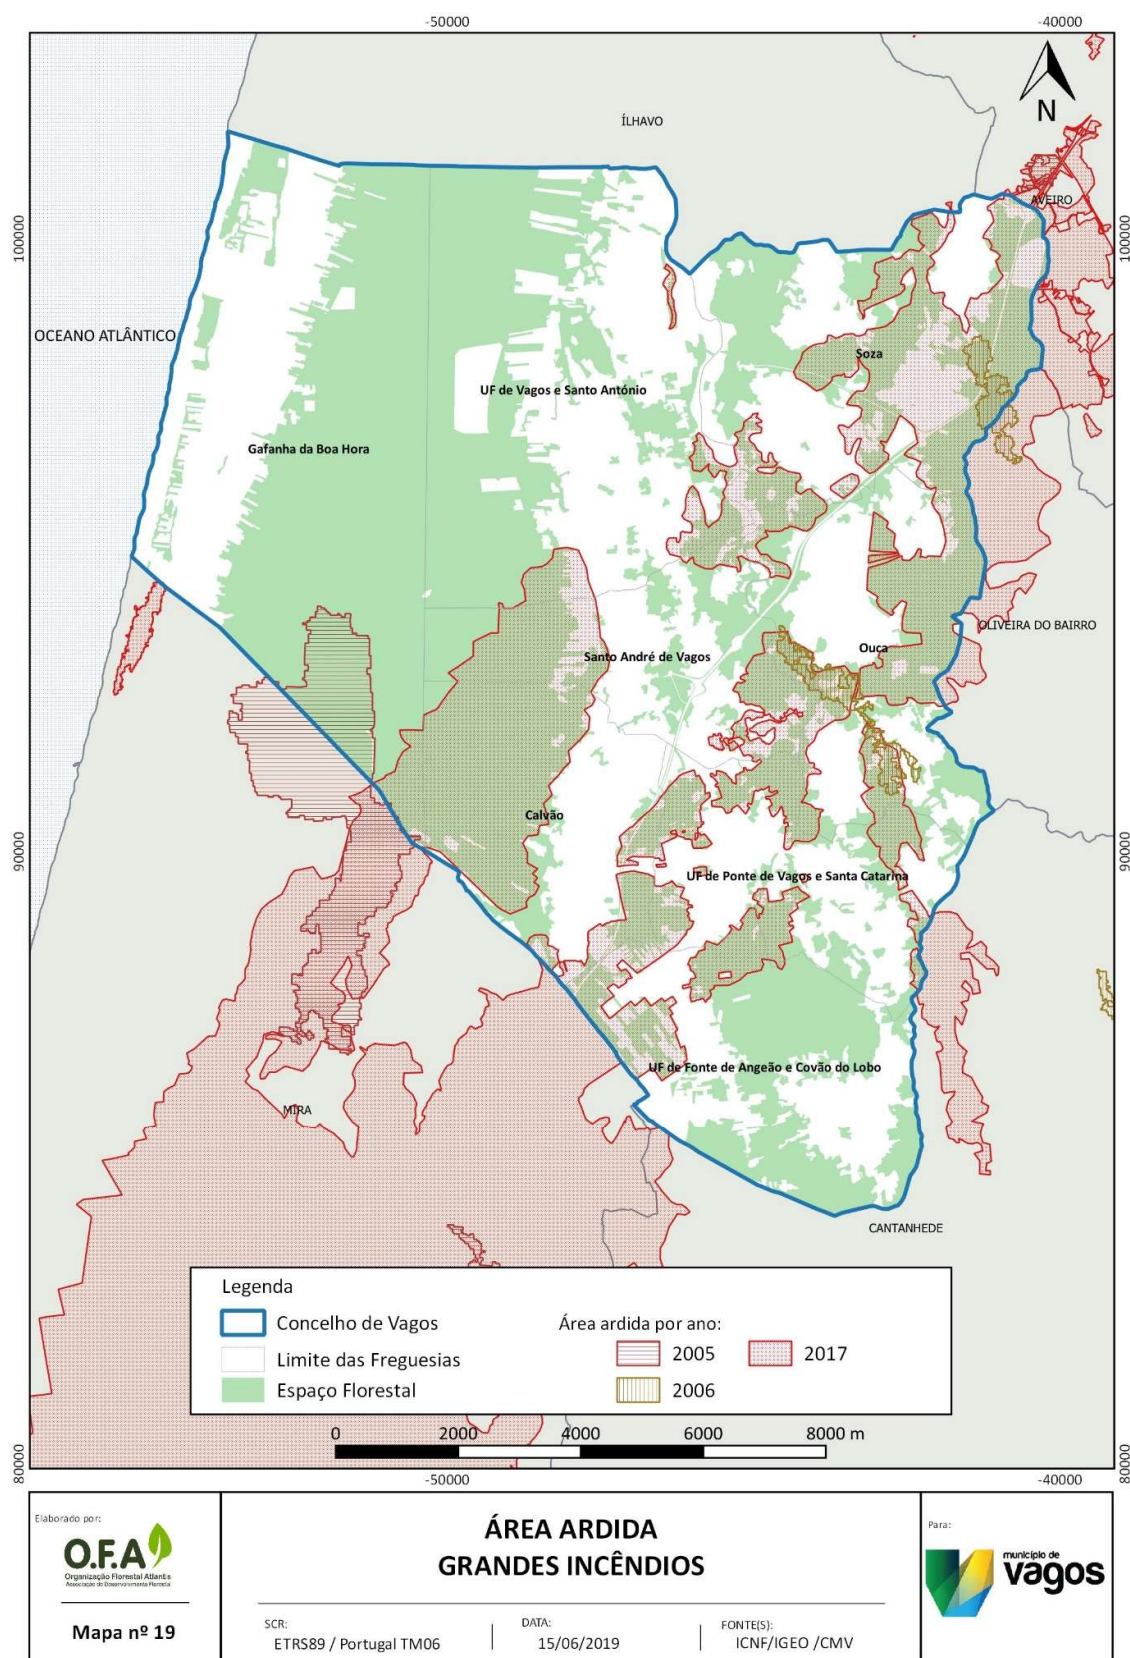 -50000
-40000
ÍLHAVO
N
AVEIRO
100000
100000
OCEANO ATLÂNTICO
Soza
UF de Vagos e Santo António
Gafanha da Boa Hora
OLIVEIRA DO BAIRRO
Ouca
Santo André de Vagos
Calvão
90000
90000
UF de Ponte de Vagos e Santa Catarina
UF de Fonte de Angeão e Covão do Lobo
MIRA
CANTANHEDE
Legenda
Concelho de Vagos
Limite das Freguesias
Espaço Florestal
Área ardida por ano:
2005
2017
2006
0 2000 4000 6000 8000 m
80000
80000
-50000
-40000
Elaborado por:
O.F.A
Organização Florestal Atlantis
Associação de Desenvolvimento Florestal
Mapa nº 19
ÁREA ARDIDA
GRANDES INCÊNDIOS
SCR:
ETRS89 / Portugal TM06
DATA:
15/06/2019
FONTE(S):
ICNF/IGEO /CMV
Para:
município de
vagos